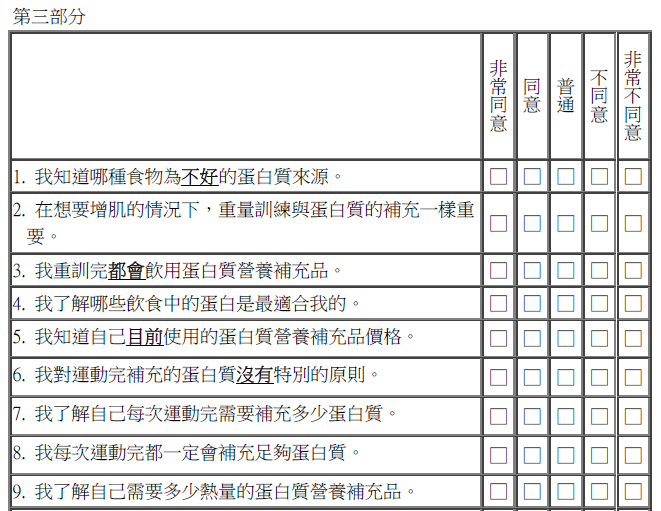 第三部分
非常同意 同意 普通 不同意 非常不同意
1. 我知道哪種食物為不好的蛋白質來源。 □ □ □ □ □
2. 在想要增肌的情況下，重量訓練與蛋白質的補充一樣重
要。 □ □ □ □ □
3. 我重訓完都會飲用蛋白質營養補充品。 □ □ □ □ □
4. 我了解哪些飲食中的蛋白是最適合我的。 □ □ □ □ □
5. 我知道自己目前使用的蛋白質營養補充品價格。 □ □ □ □ □
6. 我對運動完補充的蛋白質沒有特別的原則。 □ □ □ □ □
7. 我了解自己每次運動完需要補充多少蛋白質。 □ □ □ □ □
8. 我每次運動完都一定會補充足夠蛋白質。 □ □ □ □ □
9. 我了解自己需要多少熱量的蛋白質營養補充品。 □ □ □ □ □